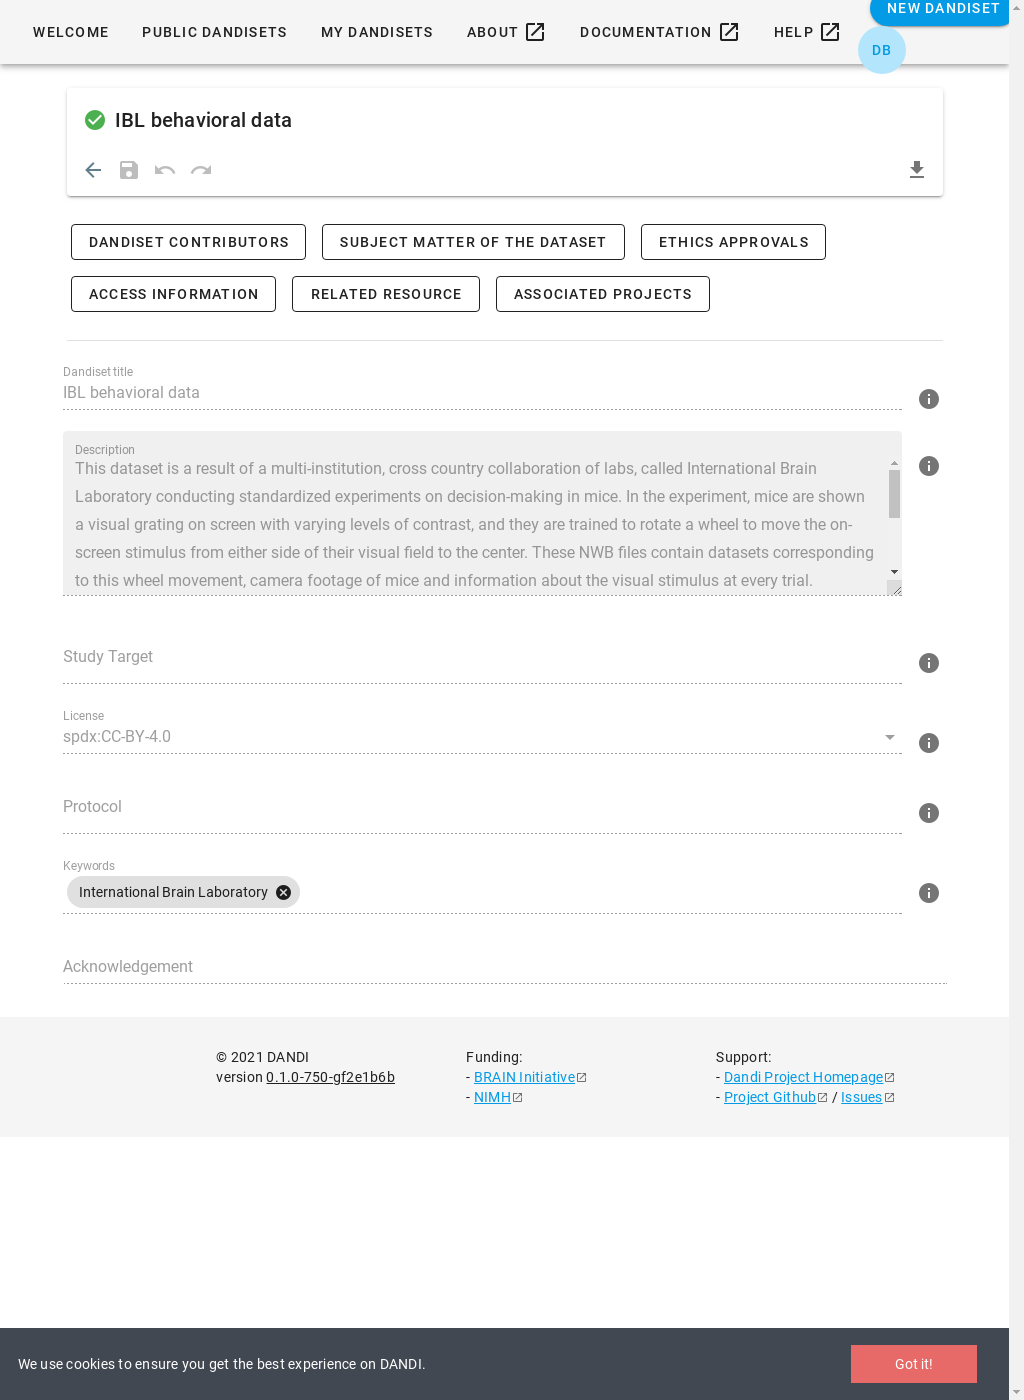 NEW DANDISET
WELCOME
PUBLIC DANDISETS
MY DANDISETS
ABOUT
DOCUMENTATION
HELP
DB
IBL behavioral data
DANDISET CONTRIBUTORS
SUBJECT MATTER OF THE DATASET
ETHICS APPROVALS
ACCESS INFORMATION
RELATED RESOURCE
ASSOCIATED PROJECTS
Dandiset title
IBL behavioral data
Description
This dataset is a result of a multi-institution, cross country collaboration of labs, called International Brain
Laboratory conducting standardized experiments on decision-making in mice. In the experiment, mice are shown
a visual grating on screen with varying levels of contrast, and they are trained to rotate a wheel to move the on-
screen stimulus from either side of their visual field to the center. These NWB files contain datasets corresponding
to this wheel movement, camera footage of mice and information about the visual stimulus at every trial.
Study Target
License
spdx:CC-BY-4.0
Protocol
Keywords
International Brain Laboratory
Acknowledgement
© 2021 DANDI
version 0.1.0-750-gf2e1b6b
Funding:
- BRAIN Initiative
- NIMH
Support:
- Dandi Project Homepage
- Project Github / Issues
We use cookies to ensure you get the best experience on DANDI.
Got it!